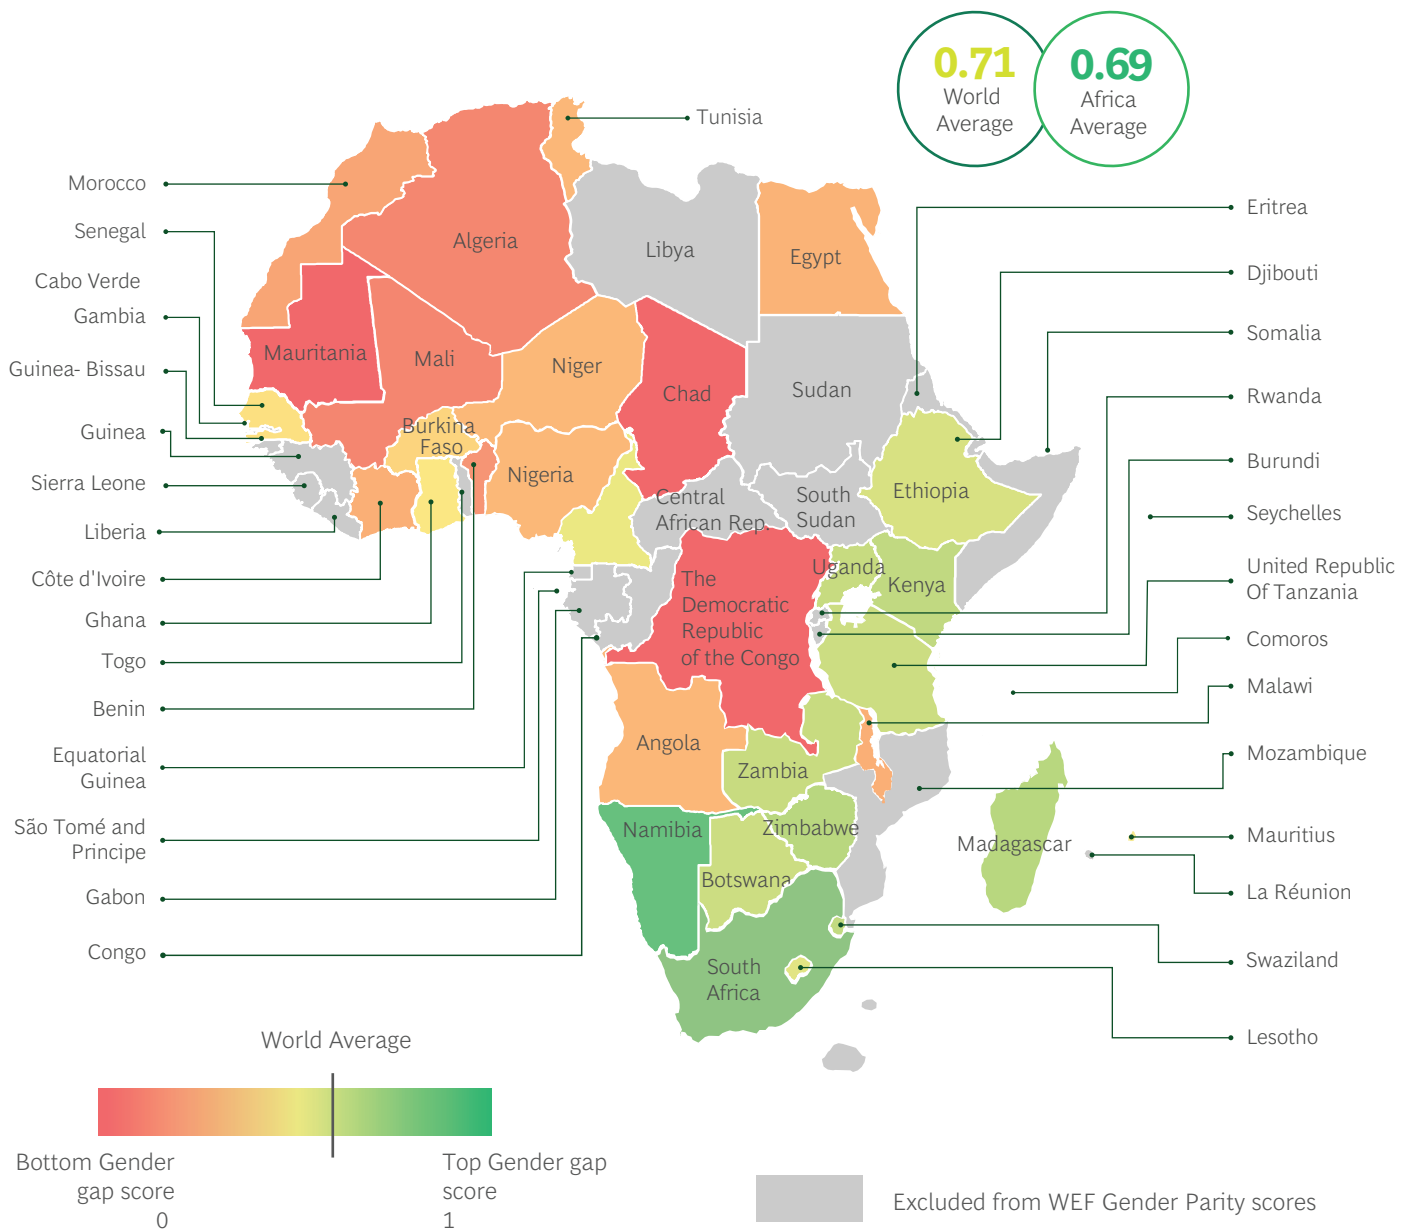 0.71
World
Average
0.69
Africa
Average
Tunisia
Morocco
Senegal
Cabo Verde
Gambia
Guinea- Bissau
Guinea
Sierra Leone
Liberia
Côte d'Ivoire
Ghana
Togo
Benin
Equatorial
Guinea
São Tomé and
Principe
Gabon
Congo
Algeria
Libya
Egypt
Mauritania
Mali
Niger
Chad
Sudan
Burkina
Faso
Nigeria
Central
African Rep.
South
Sudan
Ethiopia
Uganda
Kenya
The
Democratic
Republic
of the Congo
Angola
Zambia
Namibia
Zimbabwe
Botswana
Madagascar
South
Africa
Eritrea
Djibouti
Somalia
Rwanda
Burundi
Seychelles
United Republic
Of Tanzania
Comoros
Malawi
Mozambique
Mauritius
La Réunion
Swaziland
Lesotho
World Average
Bottom Gender
gap score
0
Top Gender gap
score
1
Excluded from WEF Gender Parity scores